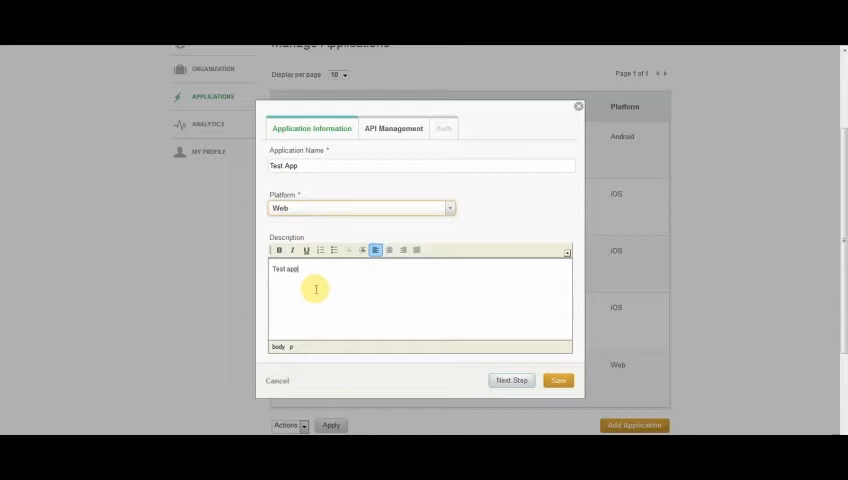 Manage Applications
ORGANIZATION
APPLICATIONS
ANALYTICS
MY PROFILE
Display per page 10
Page 1 of 1
Platform
Android
iOS
iOS
iOS
Web
Application Information
API Management
Auth
Application Name *
Test App
Platform *
Web
Description
B I U
Test app
body p
Cancel
Next Step
Save
Actions
Apply
Add Application